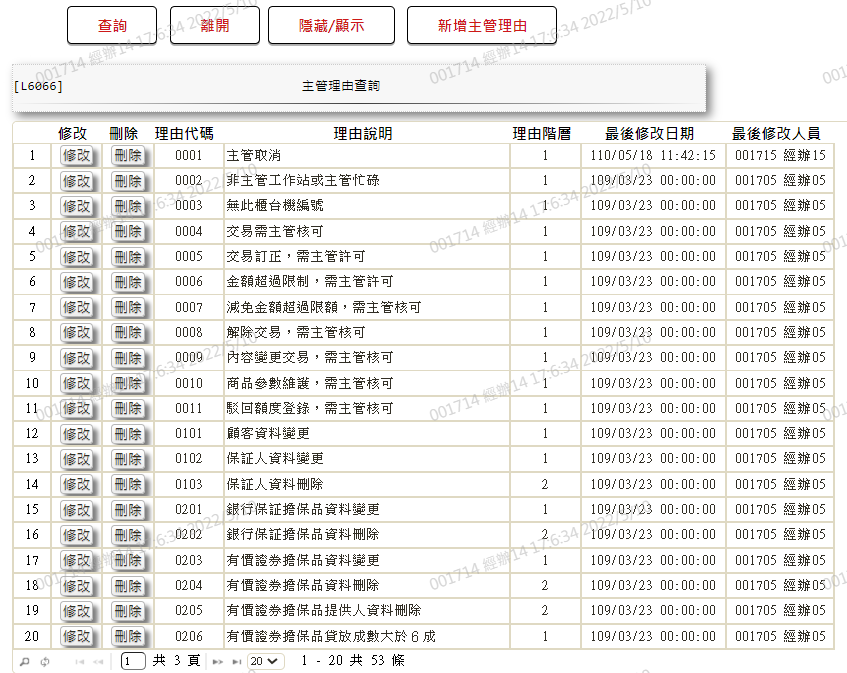 查詢 離開 隱藏/顯示 新增主管理由
[L6066] 主管理由查詢
修改 刪除 理由代碼 理由說明 理由階層 最後修改日期 最後修改人員
1 修改 刪除 0001 主管取消 1 110/05/18 11:42:15 001715 經辦15
2 修改 刪除 0002 非主管工作站或主管忙碌 1 109/03/23 00:00:00 001705 經辦05
3 修改 刪除 0003 無此櫃台機編號 1 109/03/23 00:00:00 001705 經辦05
4 修改 刪除 0004 交易需主管核可 1 109/03/23 00:00:00 001705 經辦05
5 修改 刪除 0005 交易訂正，需主管許可 1 109/03/23 00:00:00 001705 經辦05
6 修改 刪除 0006 金額超過限制，需主管許可 1 109/03/23 00:00:00 001705 經辦05
7 修改 刪除 0007 減免金額超過限額，需主管核可 1 109/03/23 00:00:00 001705 經辦05
8 修改 刪除 0008 解除交易，需主管核可 1 109/03/23 00:00:00 001705 經辦05
9 修改 刪除 0009 內容變更交易，需主管核可 1 109/03/23 00:00:00 001705 經辦05
10 修改 刪除 0010 商品參數維護，需主管核可 1 109/03/23 00:00:00 001705 經辦05
11 修改 刪除 0011 駁回額度登錄，需主管核可 1 109/03/23 00:00:00 001705 經辦05
12 修改 刪除 0101 顧客資料變更 1 109/03/23 00:00:00 001705 經辦05
13 修改 刪除 0102 保証人資料變更 1 109/03/23 00:00:00 001705 經辦05
14 修改 刪除 0103 保証人資料刪除 2 109/03/23 00:00:00 001705 經辦05
15 修改 刪除 0201 銀行保証擔保品資料變更 1 109/03/23 00:00:00 001705 經辦05
16 修改 刪除 0202 銀行保証擔保品資料刪除 2 109/03/23 00:00:00 001705 經辦05
17 修改 刪除 0203 有價證券擔保品資料變更 1 109/03/23 00:00:00 001705 經辦05
18 修改 刪除 0204 有價證券擔保品資料刪除 2 109/03/23 00:00:00 001705 經辦05
19 修改 刪除 0205 有價證券擔保品提供人資料刪除 2 109/03/23 00:00:00 001705 經辦05
20 修改 刪除 0206 有價證券擔保品貸放成數大於６成 1 109/03/23 00:00:00 001705 經辦05
1 共 3 頁 20 1 - 20 共 53 條
001714 經辦14 17:6:34 2022/5/10